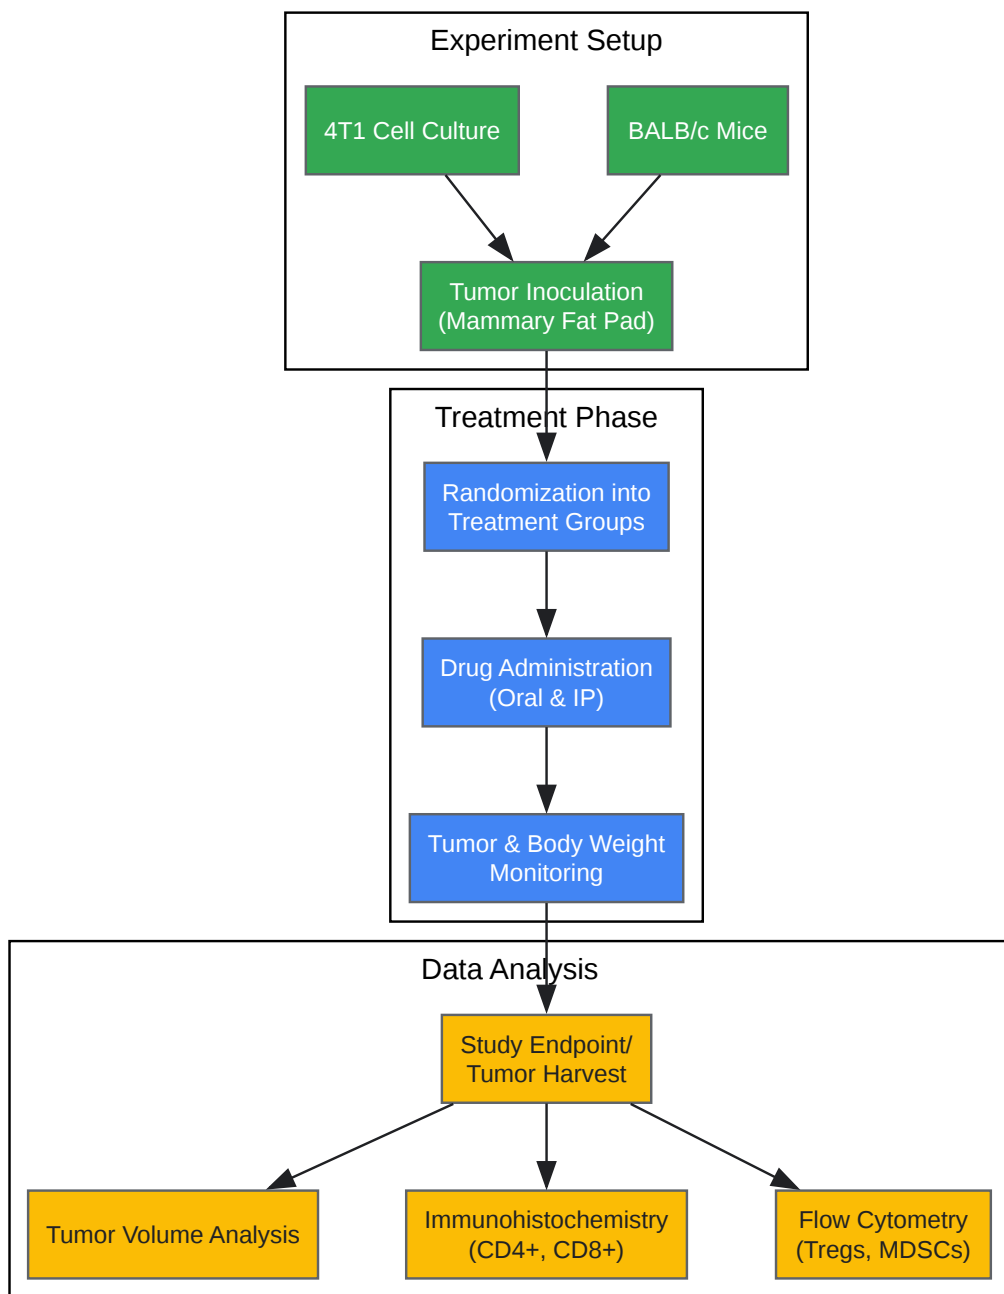 Experiment Setup
4T1 Cell Culture
BALB/c Mice
Tumor Inoculation
(Mammary Fat Pad)
Treatment Phase
Randomization into
Treatment Groups
Drug Administration
(Oral & IP)
Tumor & Body Weight
Monitoring
Data Analysis
Study Endpoint/
Tumor Harvest
Tumor Volume Analysis
Immunohistochemistry
(CD4+, CD8+)
Flow Cytometry
(Tregs, MDSCs)